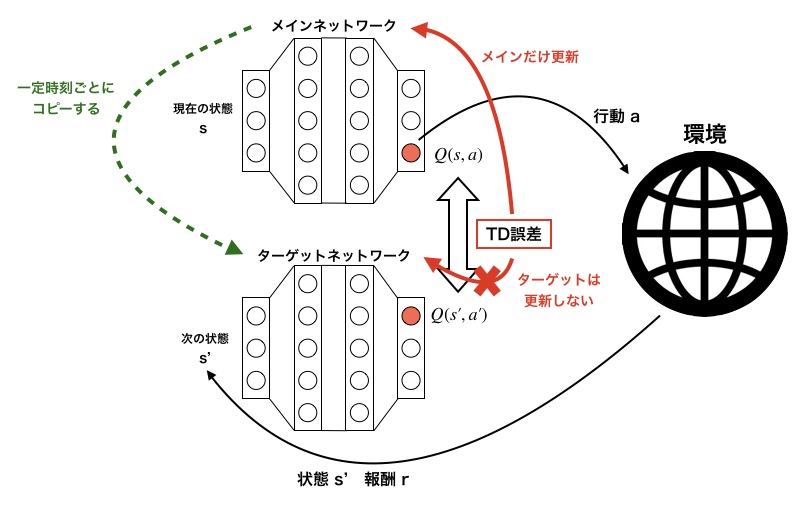 メインネットワーク
メインだけ更新
一定時刻ごとに
コピーする
現在の状態
s
行動 a
環境
Q(s, a)
TD誤差
ターゲットネットワーク
ターゲットは
更新しない
Q(s′, a′)
次の状態
s’
状態 s’ 報酬 r